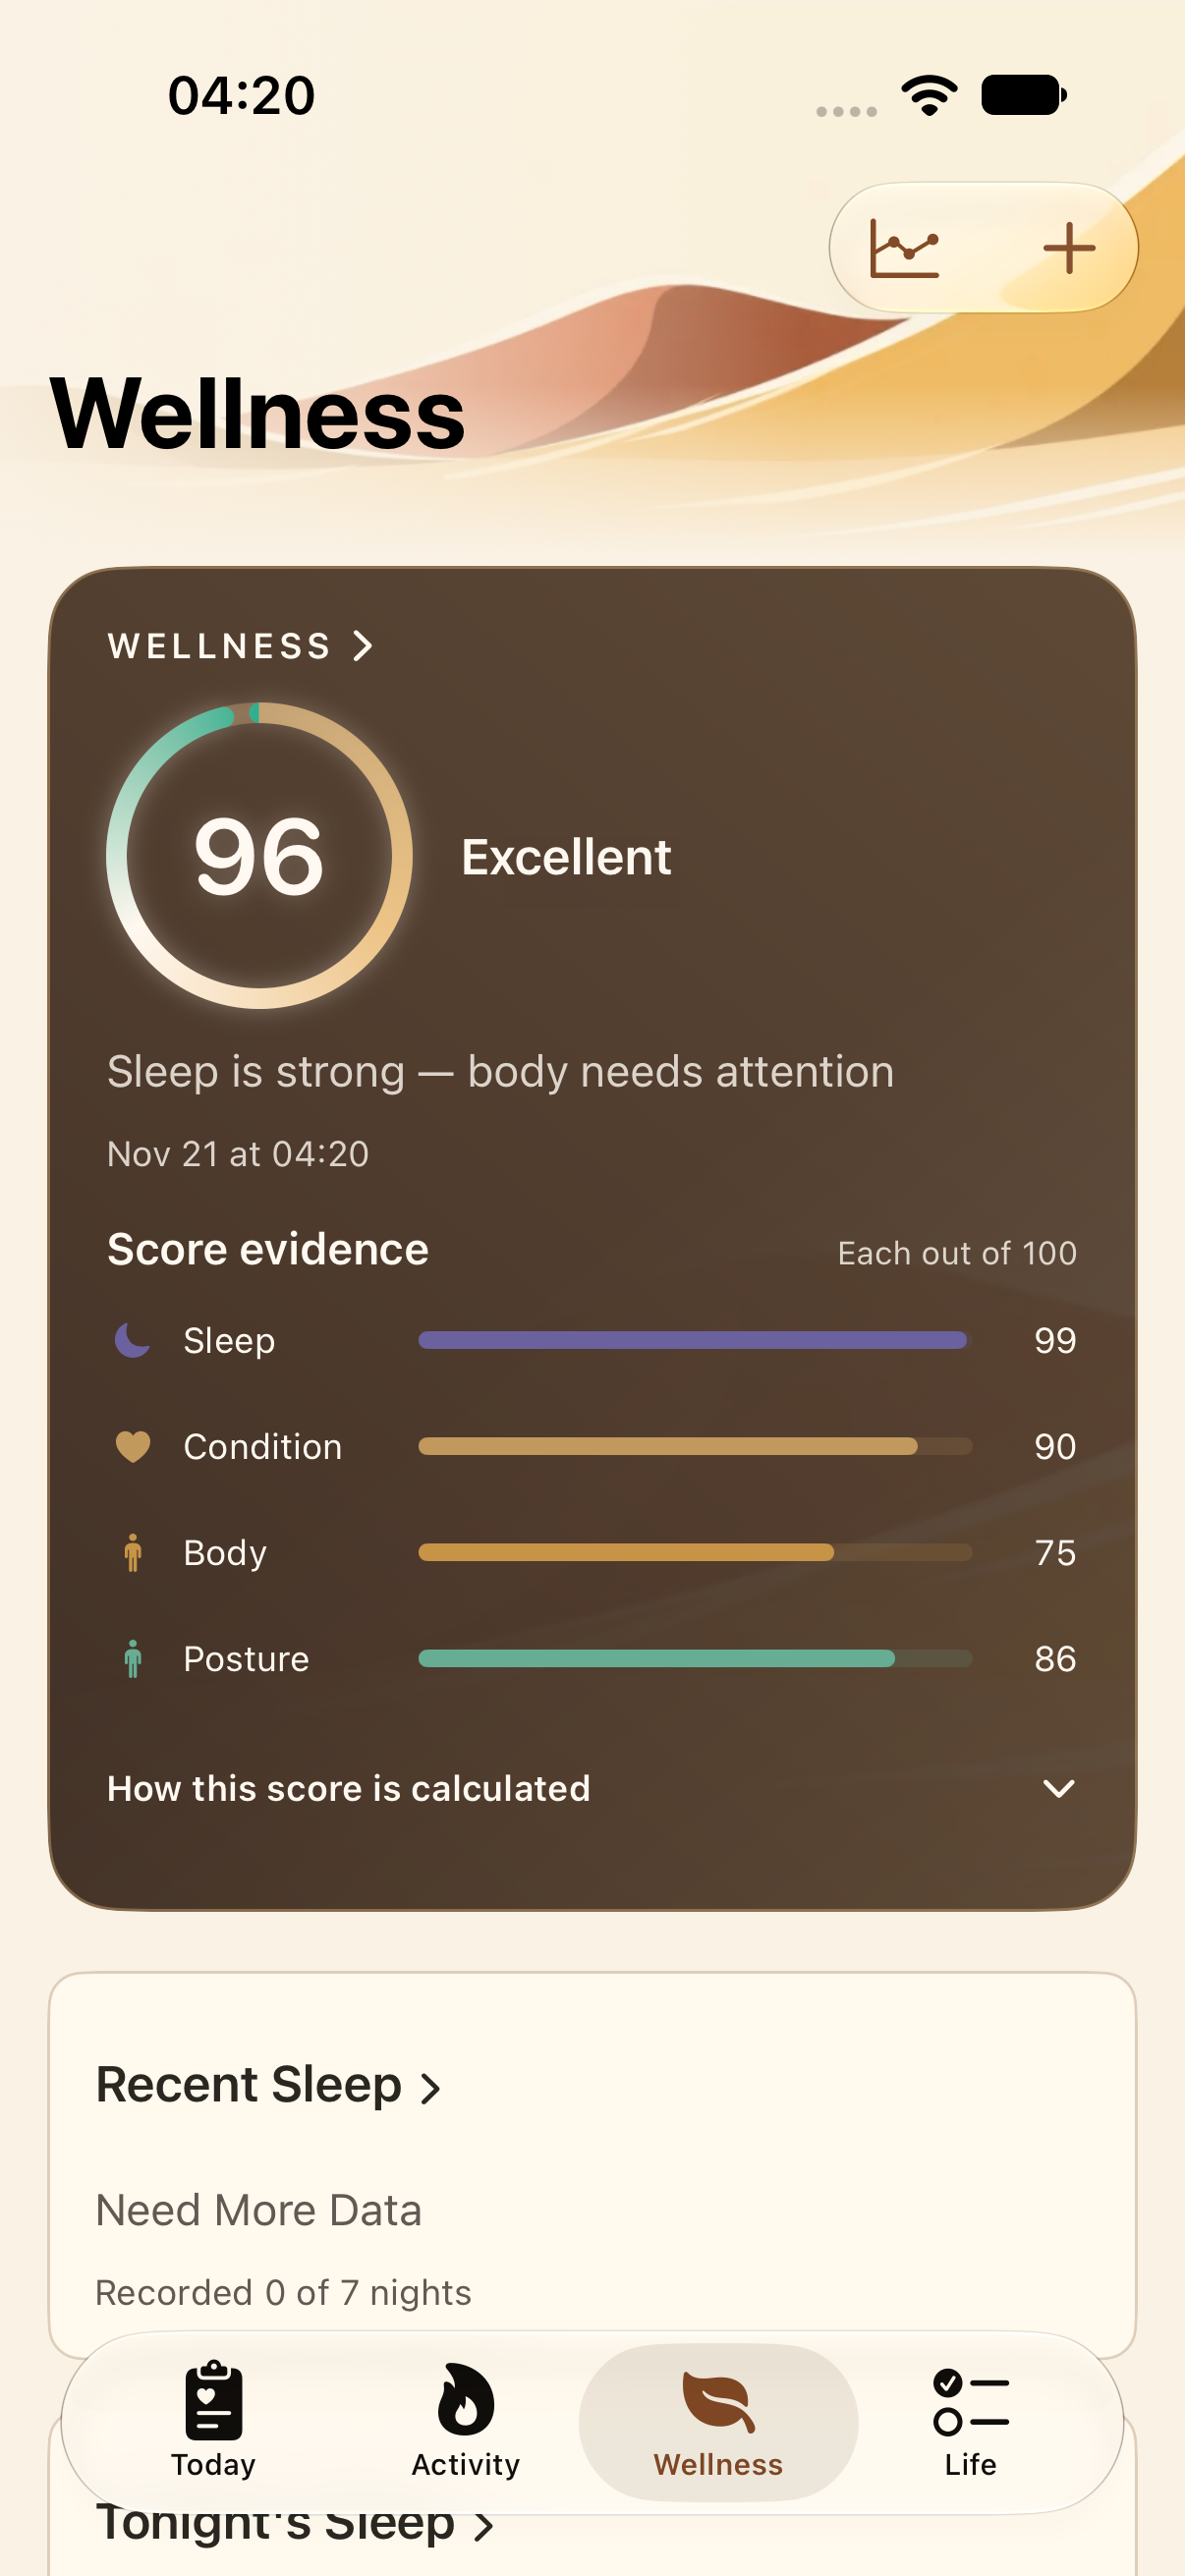 04:20
Wellness
WELLNESS
96
Excellent
Sleep is strong — body needs attention
Nov 21 at 04:20
Score evidence
Each out of 100
Sleep
99
Condition
90
Body
75
Posture
86
How this score is calculated
Recent Sleep
Need More Data
Recorded 0 of 7 nights
Today
Activity
Wellness
Life
Tonight's Sleep